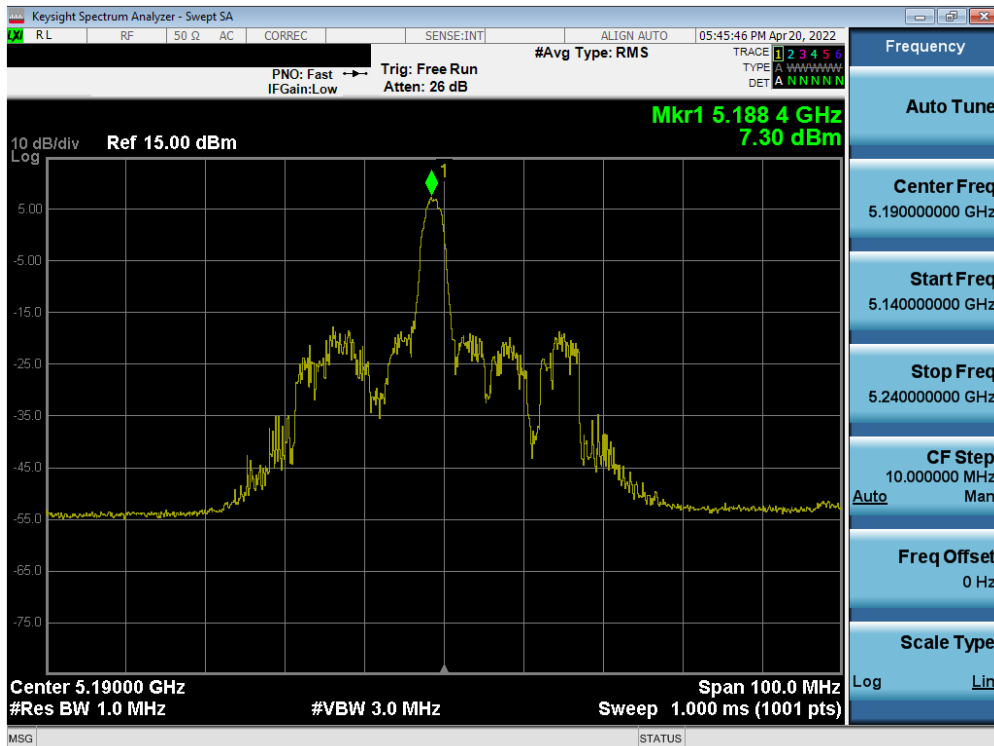 Keysight Spectrum Analyzer - Swept SA
LXI RL RF 50 Ω AC CORREC SENSE:INT ALIGN AUTO 05:45:46 PM Apr 20, 2022
#Avg Type: RMS
TRACE 1 2 3 4 5 6
TYPE A WWWWW
DET A N N N N N
PNO: Fast
IFGain:Low
Trig: Free Run
Atten: 26 dB
Mkr1 5.188 4 GHz
7.30 dBm
10 dB/div
Log
Ref 15.00 dBm
1
5.00
-5.00
-15.0
-25.0
-35.0
-45.0
-55.0
-65.0
-75.0
Center 5.19000 GHz
Span 100.0 MHz
#Res BW 1.0 MHz
#VBW 3.0 MHz
Sweep 1.000 ms (1001 pts)
MSG
STATUS
Frequency
Auto Tune
Center Freq
5.190000000 GHz
Start Freq
5.140000000 GHz
Stop Freq
5.240000000 GHz
CF Step
10.000000 MHz
Auto Man
Freq Offset
0 Hz
Scale Type
Log Lin